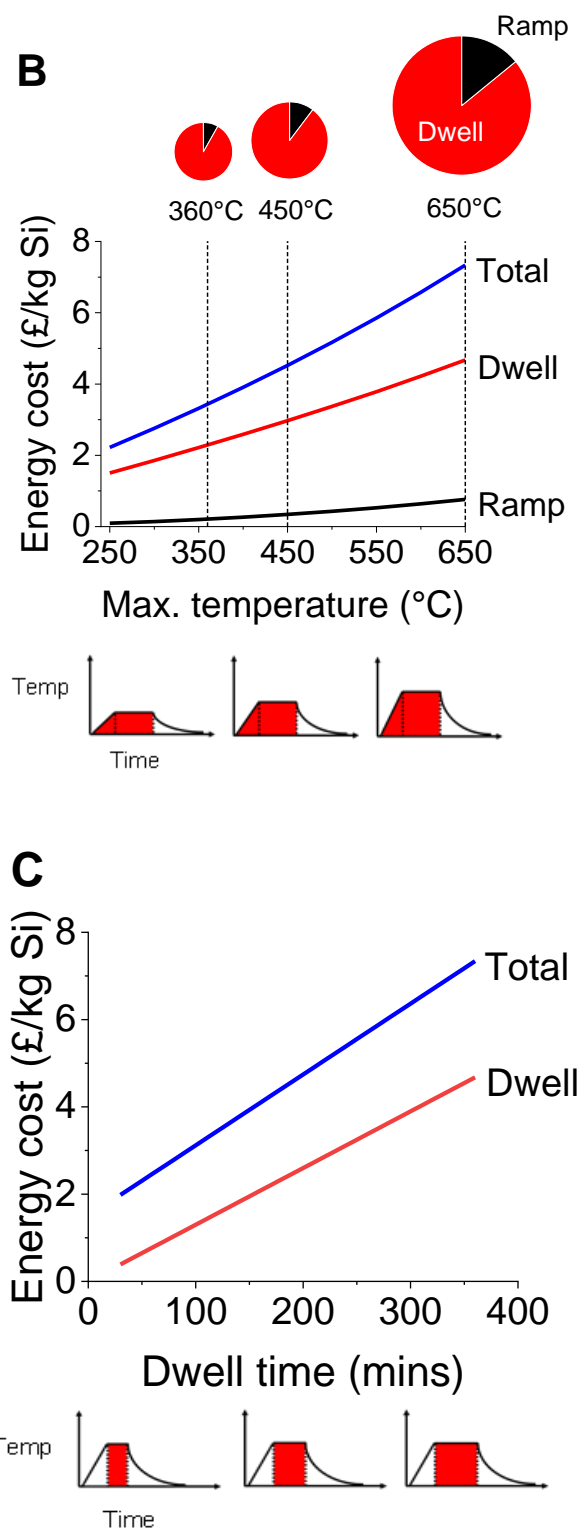 B
Ramp
Dwell
360°C 450°C 650°C
Energy cost (£/kg Si)
8
6
4
2
0
Total
Dwell
Ramp
250 350 450 550 650
Max. temperature (°C)
Temp
Time
C
Energy cost (£/kg Si)
8
6
4
2
0
Total
Dwell
0 100 200 300 400
Dwell time (mins)
Temp
Time